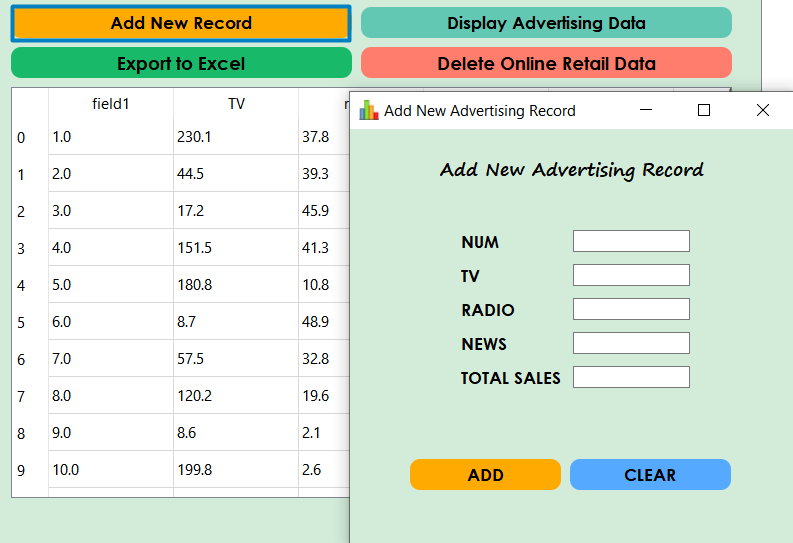 Add New Record
Display Advertising Data
Export to Excel
Delete Online Retail Data
field1 TV
0 1.0 230.1 37.8
1 2.0 44.5 39.3
2 3.0 17.2 45.9
3 4.0 151.5 41.3
4 5.0 180.8 10.8
5 6.0 8.7 48.9
6 7.0 57.5 32.8
7 8.0 120.2 19.6
8 9.0 8.6 2.1
9 10.0 199.8 2.6
Add New Advertising Record
Add New Advertising Record
NUM
TV
RADIO
NEWS
TOTAL SALES
ADD
CLEAR